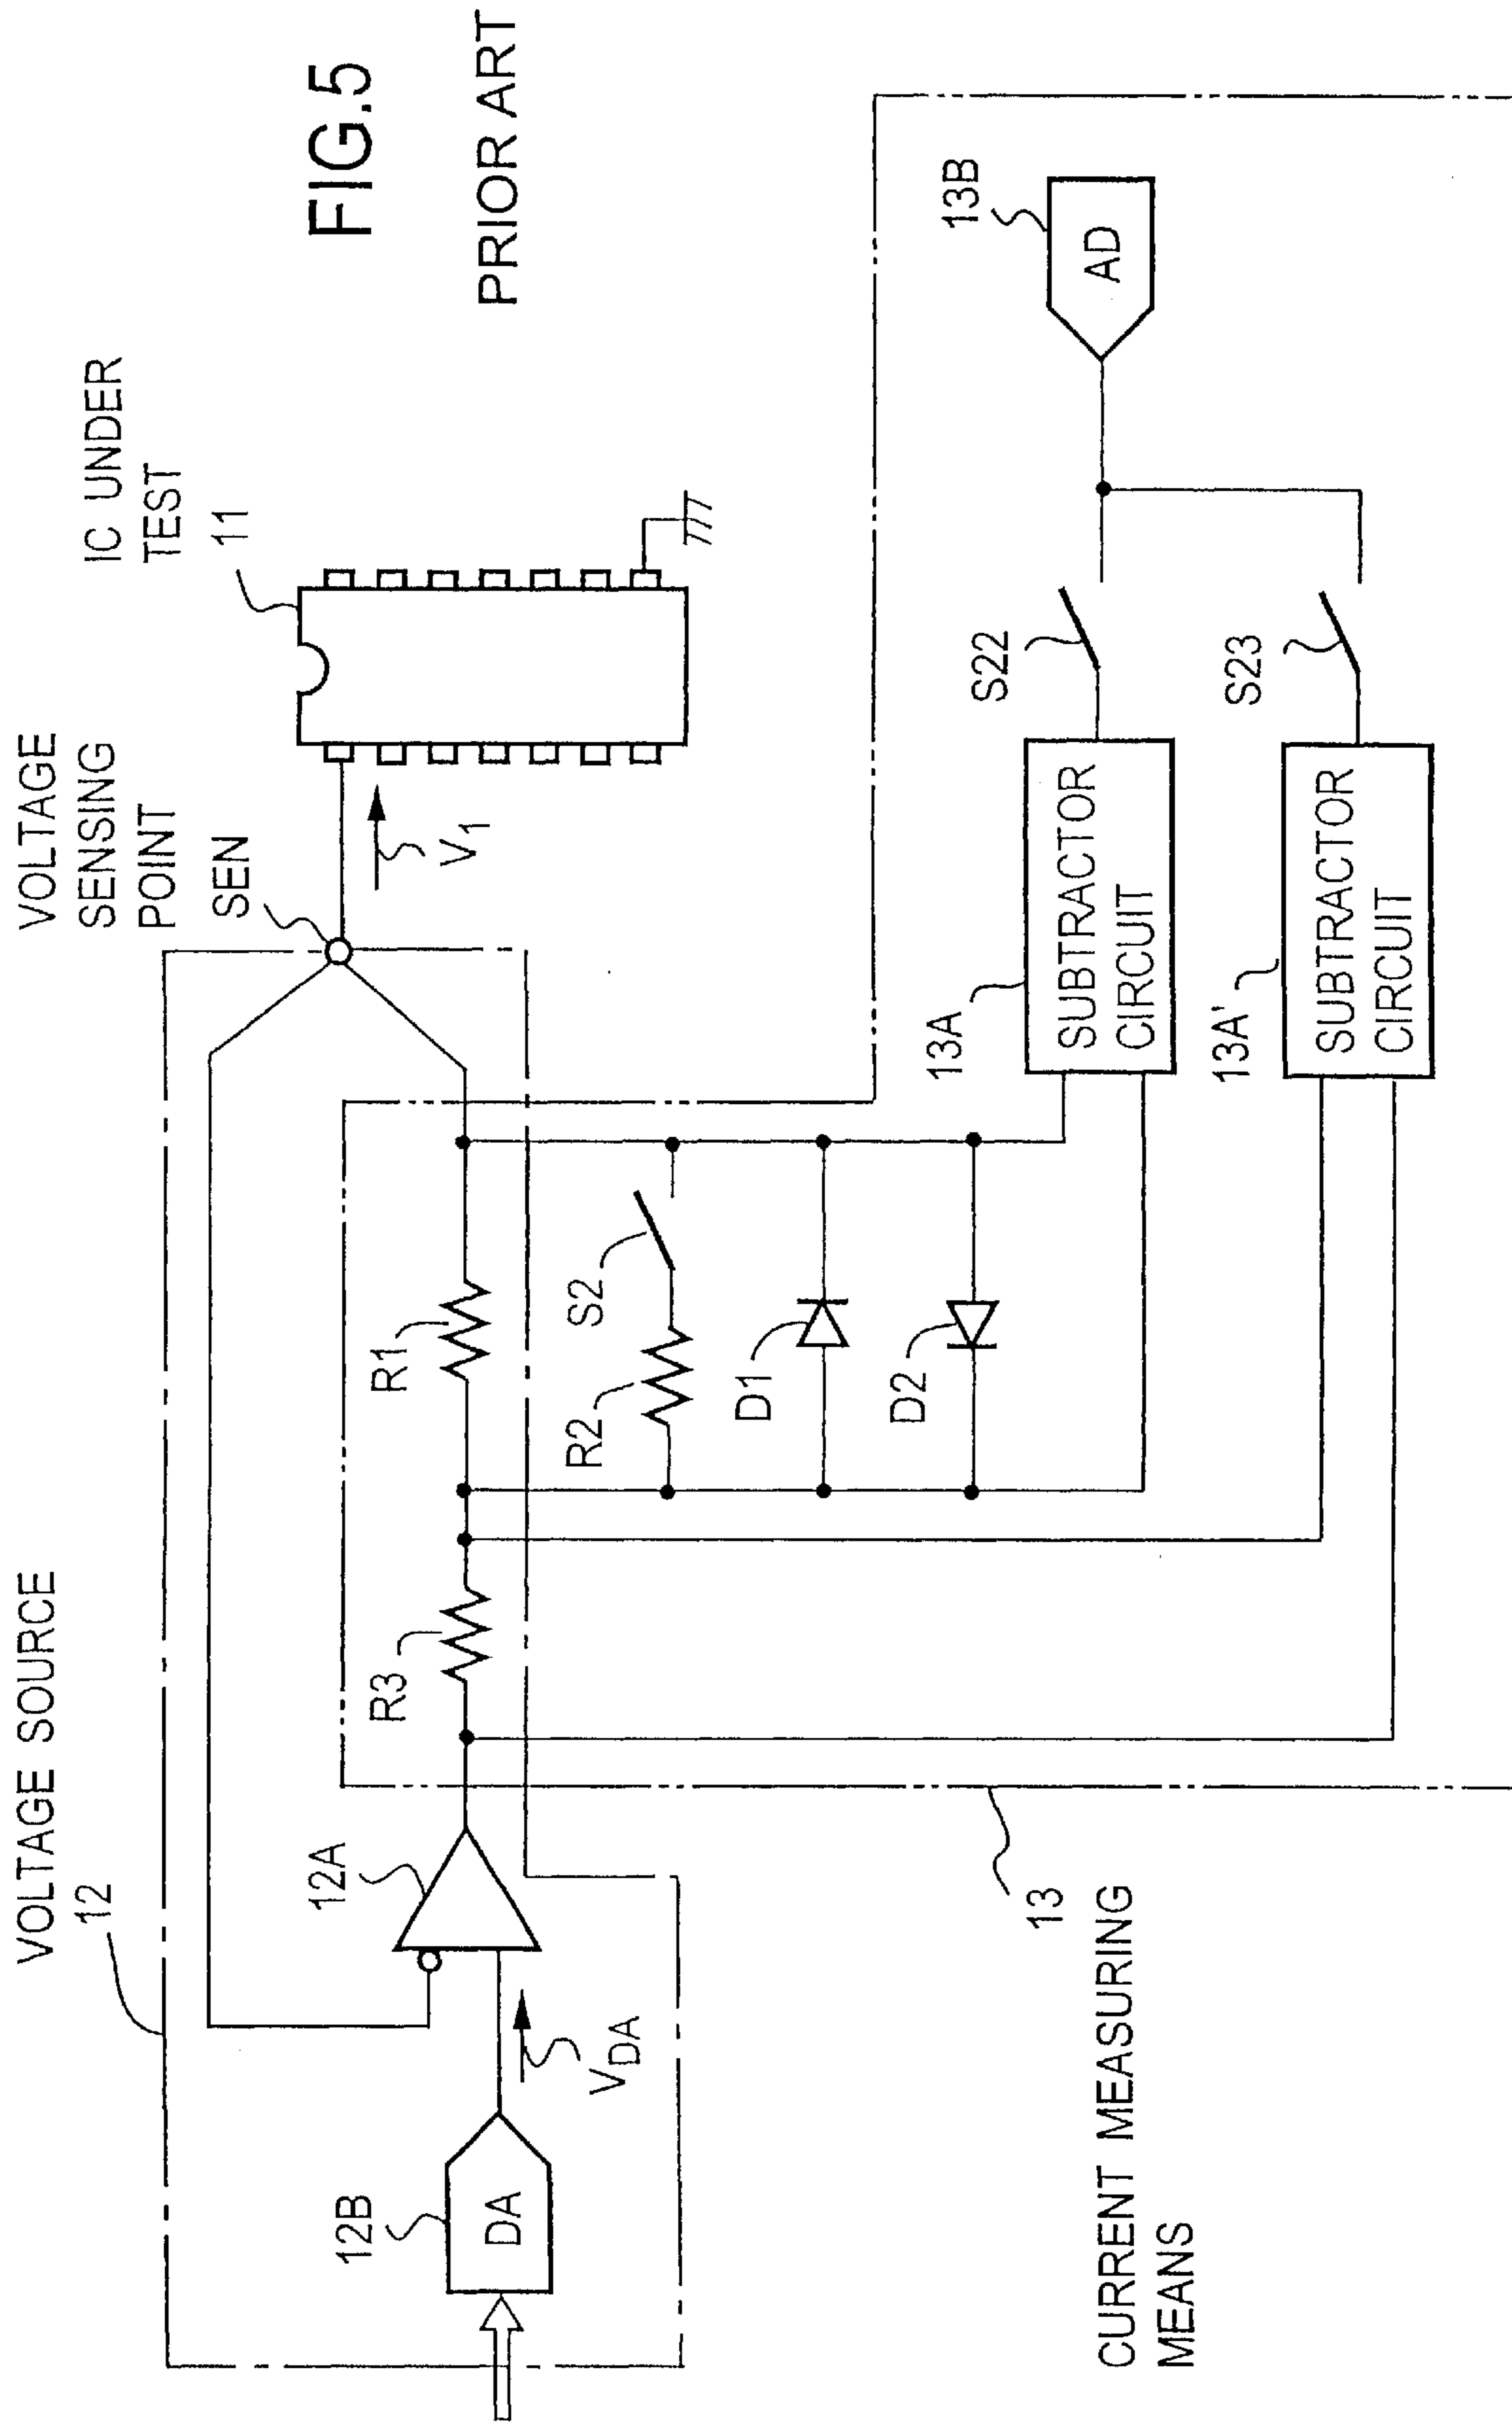 FIG.5
PRIOR ART
VOLTAGE SOURCE
12
VOLTAGE
SENSING
POINT
SEN
IC UNDER
TEST
11
V1
12A
12B
DA
VDA
R3
R1
R2
S2
D1
D2
13A
SUBTRACTOR
CIRCUIT
13A'
SUBTRACTOR
CIRCUIT
S22
S23
13B
AD
13
CURRENT MEASURING
MEANS